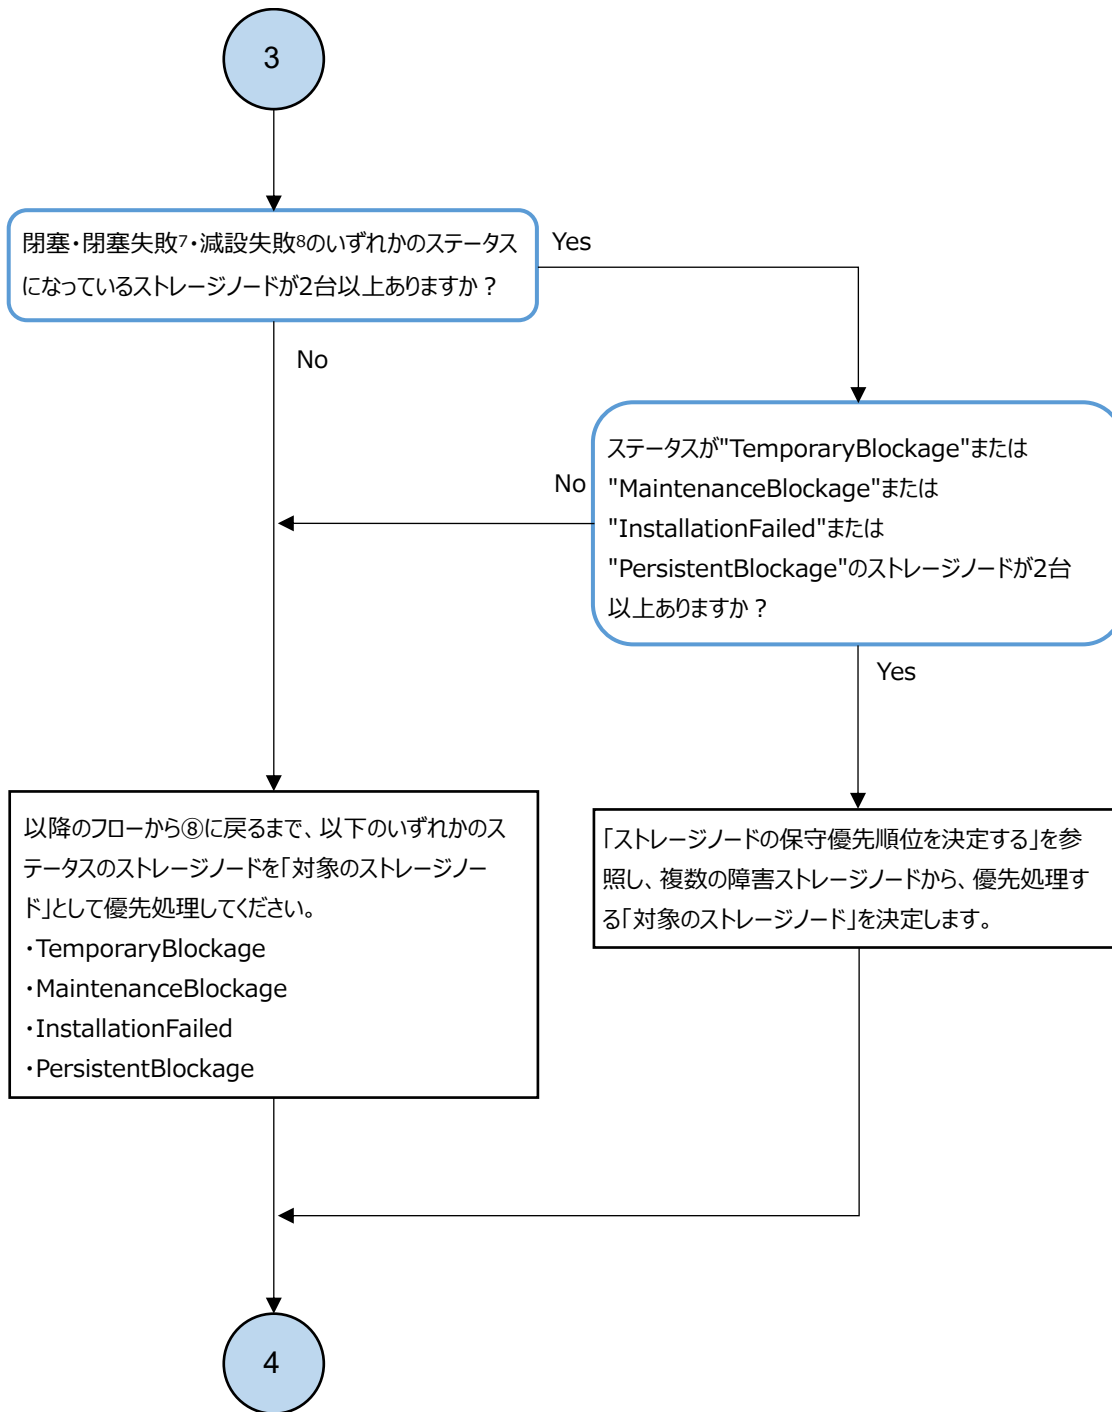 3
閉塞・閉塞失敗7・減設失敗8のいずれかのステータス
になっているストレージノードが2台以上ありますか？
Yes
No
ステータスが"TemporaryBlockage"または
"MaintenanceBlockage"または
"InstallationFailed"または
"PersistentBlockage"のストレージノードが2台
以上ありますか？
No
Yes
以降のフローから⑧に戻るまで、以下のいずれかのス
テータスのストレージノードを「対象のストレージノー
ド」として優先処理してください。
・TemporaryBlockage
・MaintenanceBlockage
・InstallationFailed
・PersistentBlockage
「ストレージノードの保守優先順位を決定する」を参
照し、複数の障害ストレージノードから、優先処理す
る「対象のストレージノード」を決定します。
4